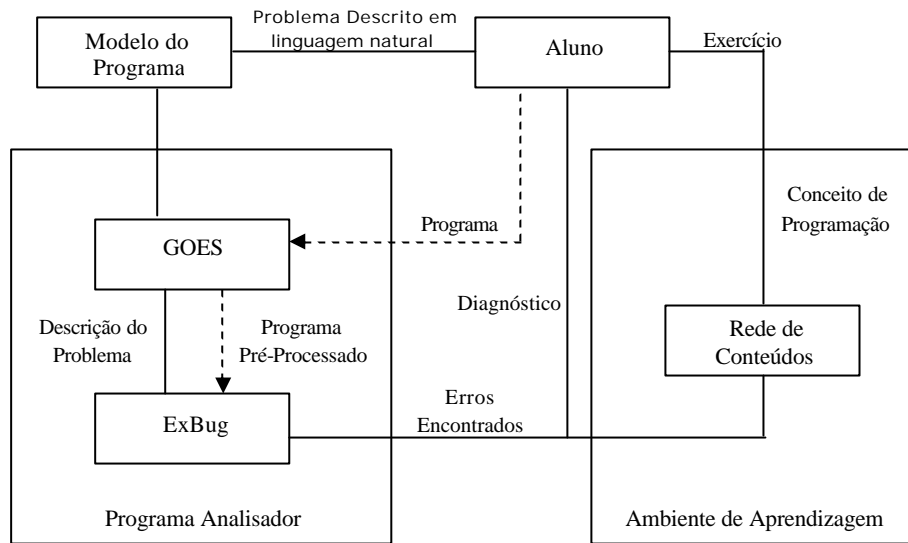 Problema Descrito em
linguagem natural
Modelo do
Programa
Aluno
Exercício
Conceito de
Programação
Programa
GOES
Diagnóstico
Descrição do
Problema
Programa
Pré-Processado
Rede de
Conteúdos
ExBug
Erros
Encontrados
Programa Analisador
Ambiente de Aprendizagem